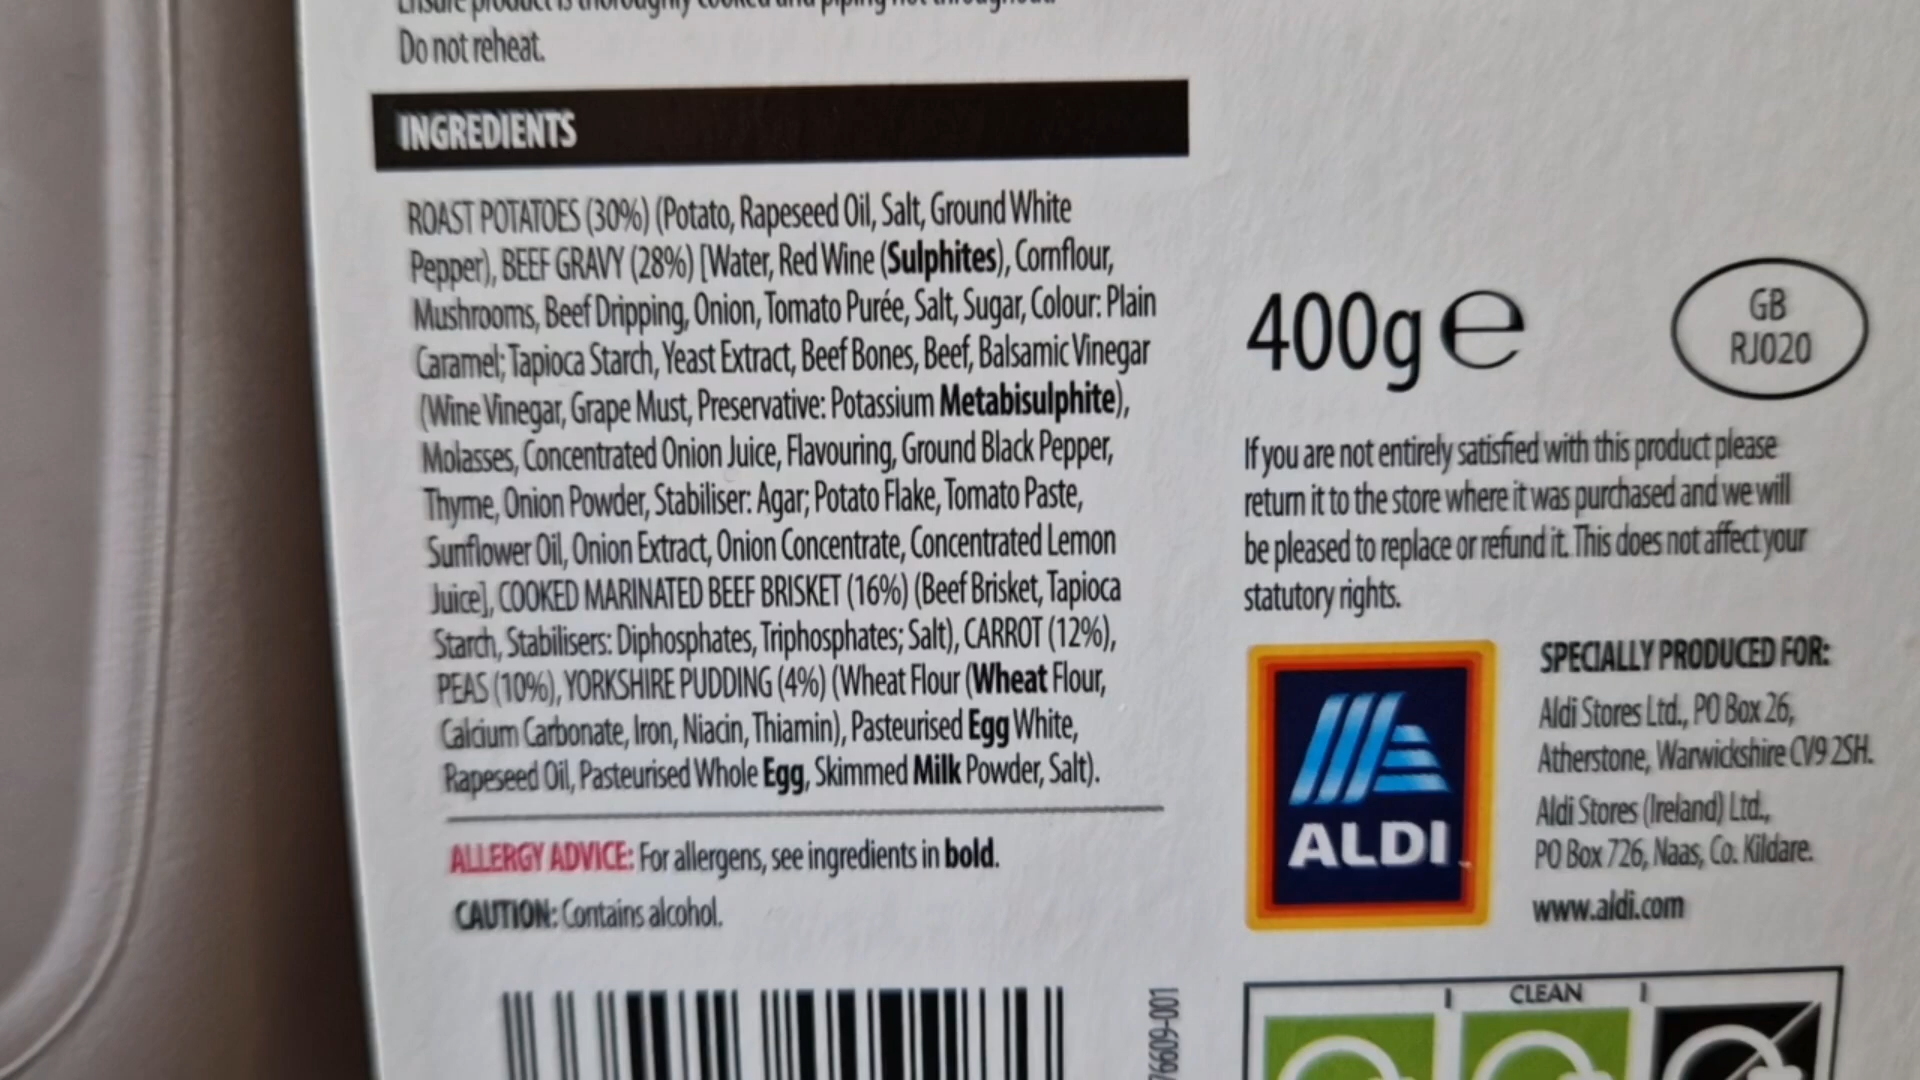 Ensure product is thoroughly cooked and piping hot throughout.
Do not reheat.
INGREDIENTS
ROAST POTATOES (30%) (Potato, Rapeseed Oil, Salt, Ground White
Pepper), BEEF GRAVY (28%) [Water, Red Wine (Sulphites), Cornflour,
Mushrooms, Beef Dripping, Onion, Tomato Purée, Salt, Sugar, Colour: Plain
Caramel; Tapioca Starch, Yeast Extract, Beef Bones, Beef, Balsamic Vinegar
(Wine Vinegar, Grape Must, Preservative: Potassium Metabisulphite),
Molasses, Concentrated Onion Juice, Flavouring, Ground Black Pepper,
Thyme, Onion Powder, Stabiliser: Agar; Potato Flake, Tomato Paste,
Sunflower Oil, Onion Extract, Onion Concentrate, Concentrated Lemon
Juice], COOKED MARINATED BEEF BRISKET (16%) (Beef Brisket, Tapioca
Starch, Stabilisers: Diphosphates, Triphosphates; Salt), CARROT (12%),
PEAS (10%), YORKSHIRE PUDDING (4%) (Wheat Flour (Wheat Flour,
Calcium Carbonate, Iron, Niacin, Thiamin), Pasteurised Egg White,
Rapeseed Oil, Pasteurised Whole Egg, Skimmed Milk Powder, Salt).
ALLERGY ADVICE: For allergens, see ingredients in bold.
CAUTION: Contains alcohol.
76609-001
400g e
GB
RJ020
If you are not entirely satisfied with this product please
return it to the store where it was purchased and we will
be pleased to replace or refund it. This does not affect your
statutory rights.
ALDI
SPECIALLY PRODUCED FOR:
Aldi Stores Ltd., PO Box 26,
Atherstone, Warwickshire CV9 2SH.
Aldi Stores (Ireland) Ltd.,
PO Box 726, Naas, Co. Kildare.
www.aldi.com
CLEAN